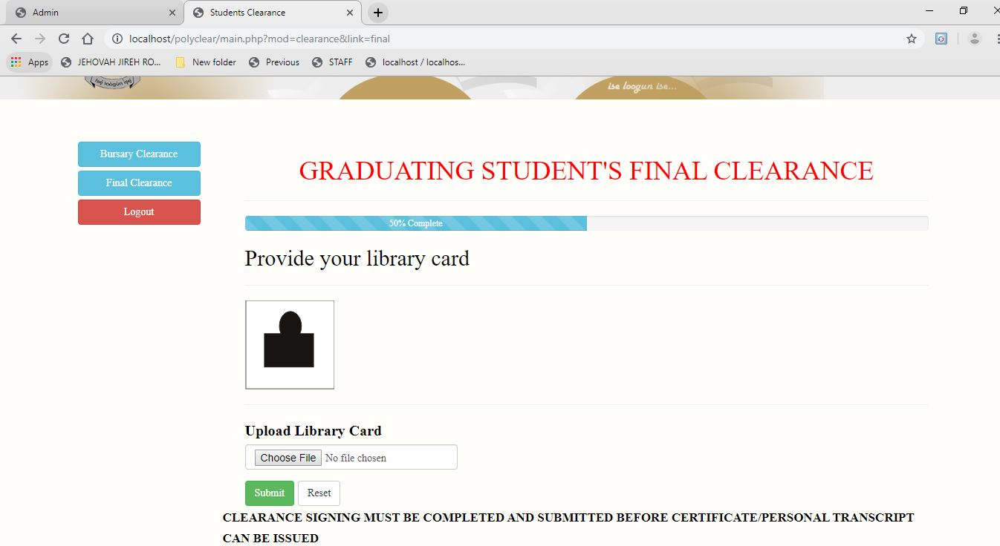 Admin
Students Clearance
localhost/polyclear/main.php?mod=clearance&link=final
Apps
JEHOVAH JIREH RO...
New folder
Previous
STAFF
localhost / localhos...
ise loogun ise...
Bursary Clearance
Final Clearance
Logout
GRADUATING STUDENT'S FINAL CLEARANCE
50% Complete
Provide your library card
Upload Library Card
Choose File No file chosen
Submit
Reset
CLEARANCE SIGNING MUST BE COMPLETED AND SUBMITTED BEFORE CERTIFICATE/PERSONAL TRANSCRIPT
CAN BE ISSUED